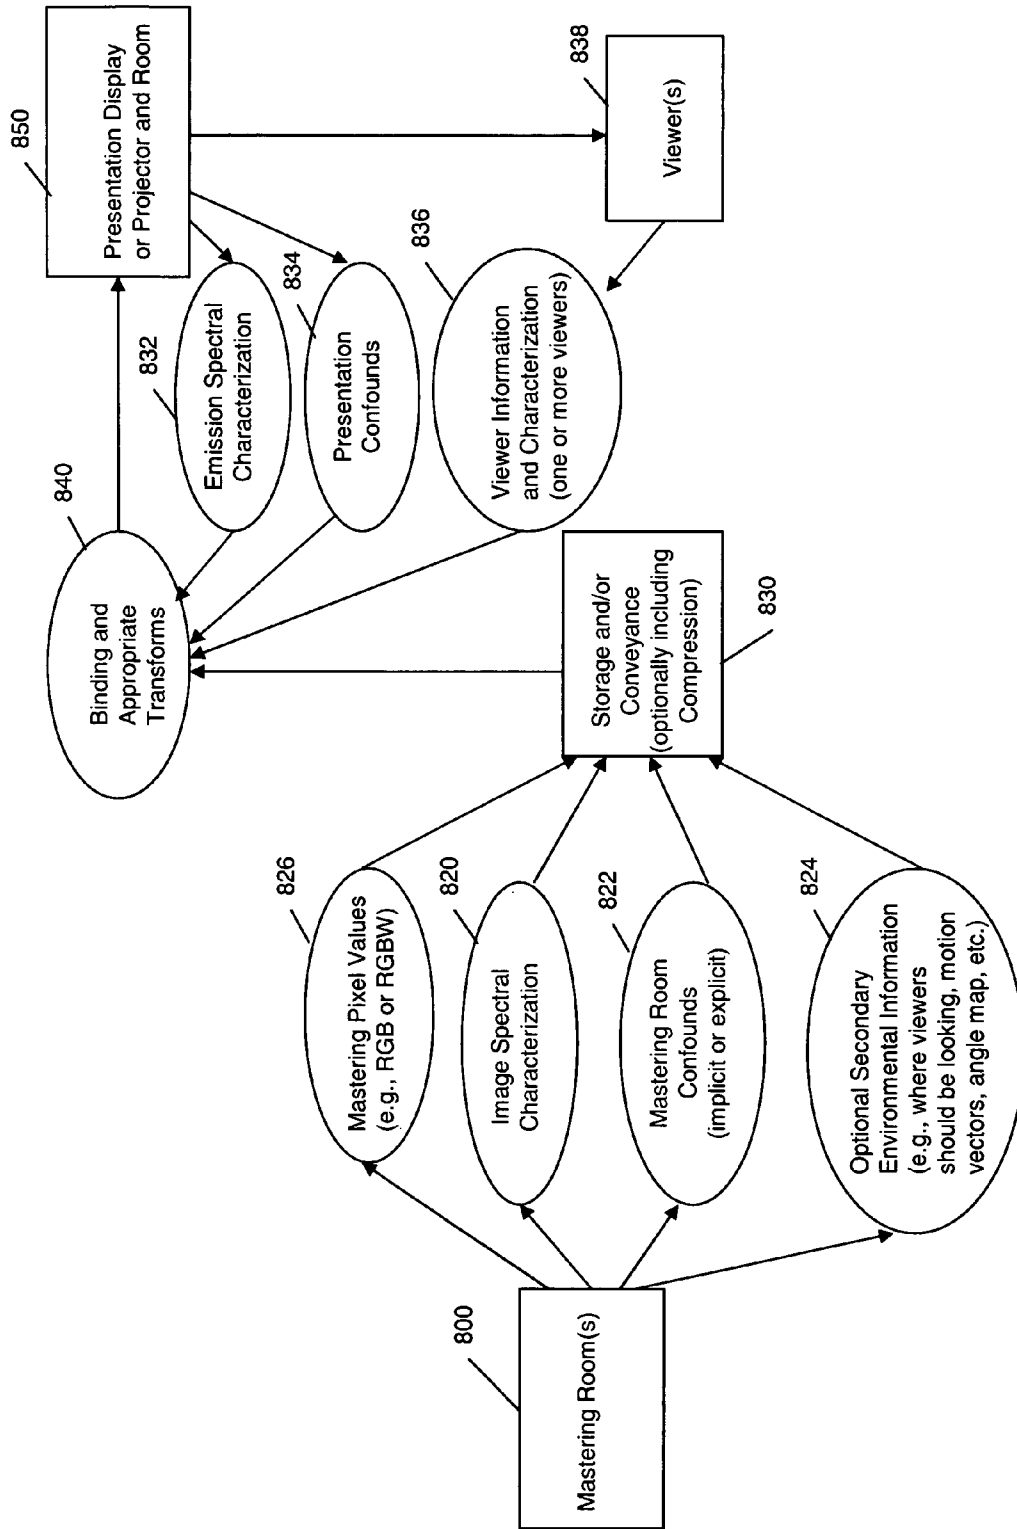 800
Mastering Room(s)
826
Mastering Pixel Values
(e.g., RGB or RGBW)
820
Image Spectral
Characterization
822
Mastering Room
Confounds
(implicit or explicit)
824
Optional Secondary
Environmental Information
(e.g., where viewers
should be looking, motion
vectors, angle map, etc.)
830
Storage and/or
Conveyance
(optionally including
Compression)
840
Binding and
Appropriate
Transforms
832
Emission Spectral
Characterization
834
Presentation
Confounds
836
Viewer Information
and Characterization
(one or more viewers)
850
Presentation Display
or Projector and Room
838
Viewer(s)